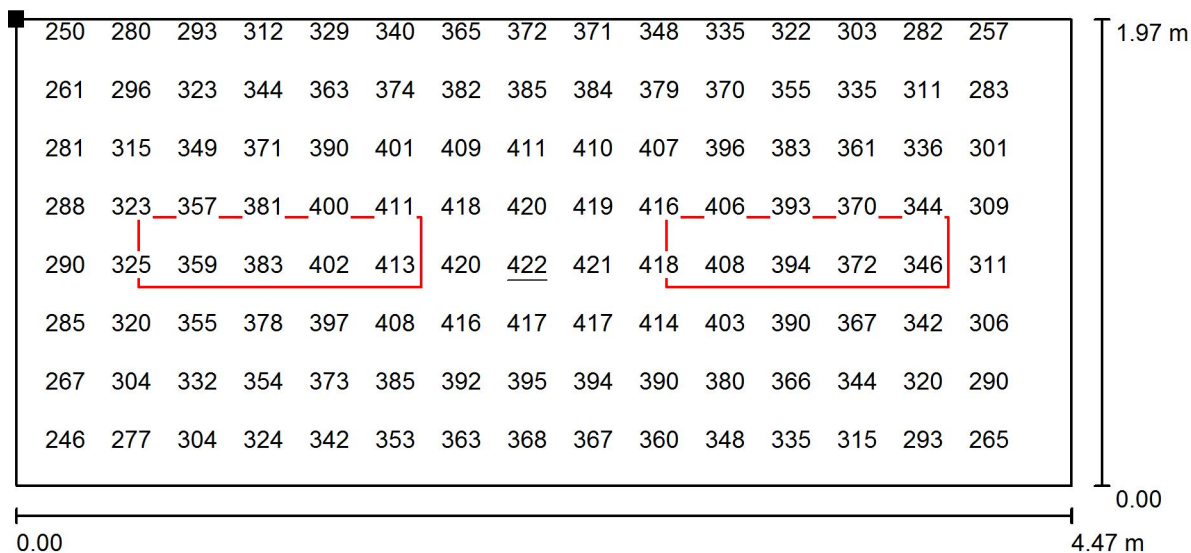 250 280 293 312 329 340 365 372 371 348 335 322 303 282 257
1.97 m
261 296 323 344 363 374 382 385 384 379 370 355 335 311 283
281 315 349 371 390 401 409 411 410 407 396 383 361 336 301
288 323 357 381 400 411 418 420 419 416 406 393 370 344 309
290 325 359 383 402 413 420 422 421 418 408 394 372 346 311
285 320 355 378 397 408 416 417 417 414 403 390 367 342 306
267 304 332 354 373 385 392 395 394 390 380 366 344 320 290
246 277 304 324 342 353 363 368 367 360 348 335 315 293 265
0.00
0.00 4.47 m